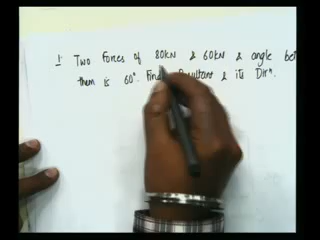 1. Two Forces of 80KN & 60KN & angle bet
them is 60°. Find Resultant & its Dirⁿ.